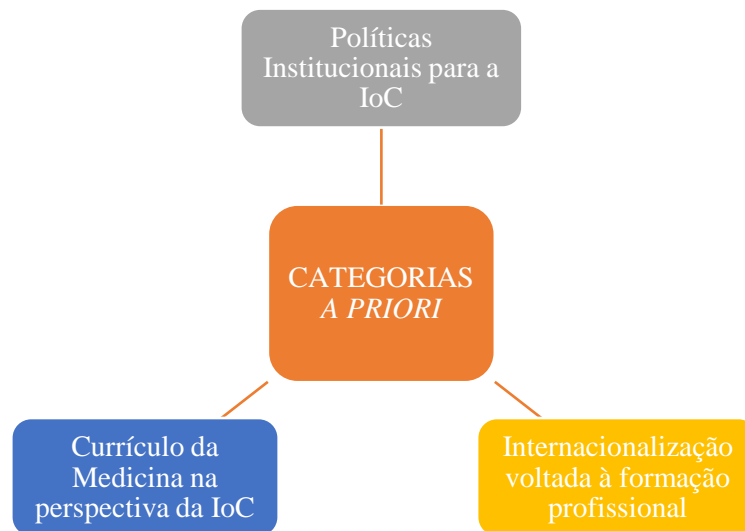 Políticas
Institucionais para a
IoC
CATEGORIAS
A PRIORI
Currículo da
Medicina na
perspectiva da IoC
Internacionalização
voltada à formação
profissional